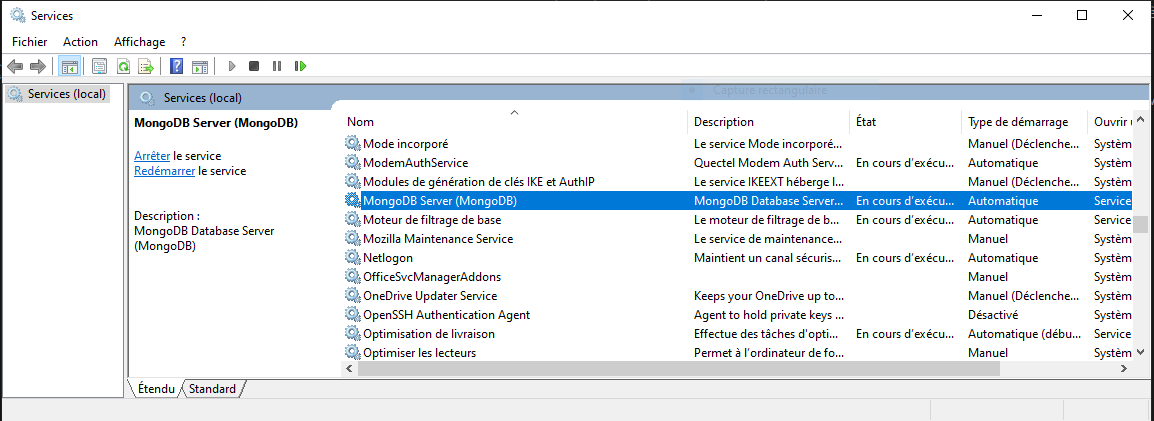 Services
Fichier Action Affichage ?
Services (local)
Services (local)
Capture rectangulaire
MongoDB Server (MongoDB)
Arrêter le service
Redémarrer le service
Description :
MongoDB Database Server
(MongoDB)
Nom Description État Type de démarrage Ouvrir
Mode incorporé Le service Mode incorporé... Manuel (Déclenche...  Systèm
ModemAuthService Quectel Modem Auth Serv... En cours d'exécu... Automatique Systèm
Modules de génération de clés IKE et AuthIP Le service IKEEXT héberge l... Manuel (Déclenche... Systèm
MongoDB Server (MongoDB) MongoDB Database Server... En cours d'exécu... Automatique Service
Moteur de filtrage de base Le moteur de filtrage de b... En cours d'exécu... Automatique Service
Mozilla Maintenance Service Le service de maintenance... Manuel Systèm
Netlogon Maintient un canal sécuris... En cours d'exécu... Automatique Systèm
OfficeSvcManagerAddons Manuel Systèm
OneDrive Updater Service Keeps your OneDrive up to... Manuel (Déclenche... Systèm
OpenSSH Authentication Agent Agent to hold private keys ... Désactivé Systèm
Optimisation de livraison Effectue des tâches d'opti... En cours d'exécu... Automatique (débu... Service
Optimiser les lecteurs Permet à l'ordinateur de fo... Manuel Systèm
Étendu Standard